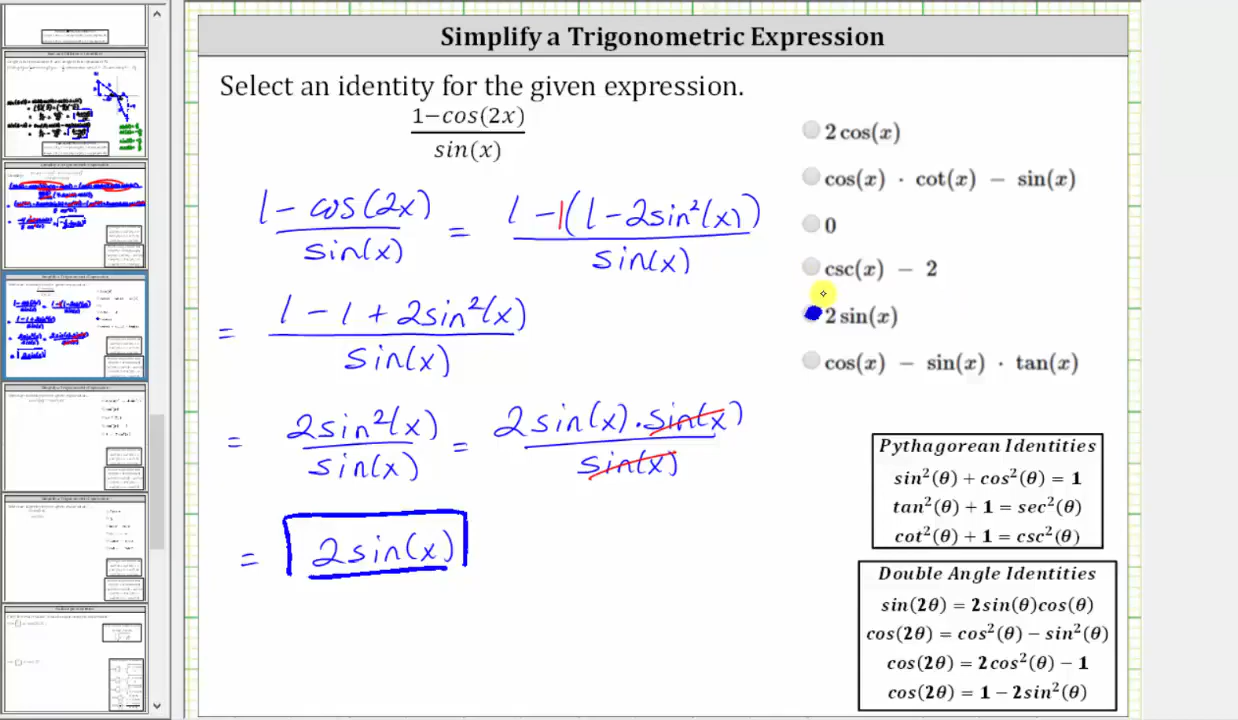 Simplify a Trigonometric Expression
Select an identity for the given expression.
1−cos(2x)
sin(x)
2 cos(x)
cos(x) · cot(x) − sin(x)
0
csc(x) − 2
2 sin(x)
cos(x) − sin(x) · tan(x)
1 - cos(2x) / sin(x) = 1 - 1(1 - 2sin²(x)) / sin(x)
= 1 - 1 + 2sin²(x) / sin(x)
= 2sin²(x) / sin(x) = 2sin(x) · sin(x) / sin(x)
= 2sin(x)
Pythagorean Identities
sin²(θ) + cos²(θ) = 1
tan²(θ) + 1 = sec²(θ)
cot²(θ) + 1 = csc²(θ)
Double Angle Identities
sin(2θ) = 2sin(θ)cos(θ)
cos(2θ) = cos²(θ) − sin²(θ)
cos(2θ) = 2cos²(θ) − 1
cos(2θ) = 1 − 2sin²(θ)